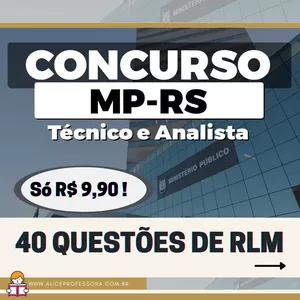 CONCURSO
MP-RS
Técnico e Analista
MINISTÉRIO PÚBLICO
Só R$ 9,90 !
40 QUESTÕES DE RLM
WWW.ALICEPROFESSORA.COM.BR